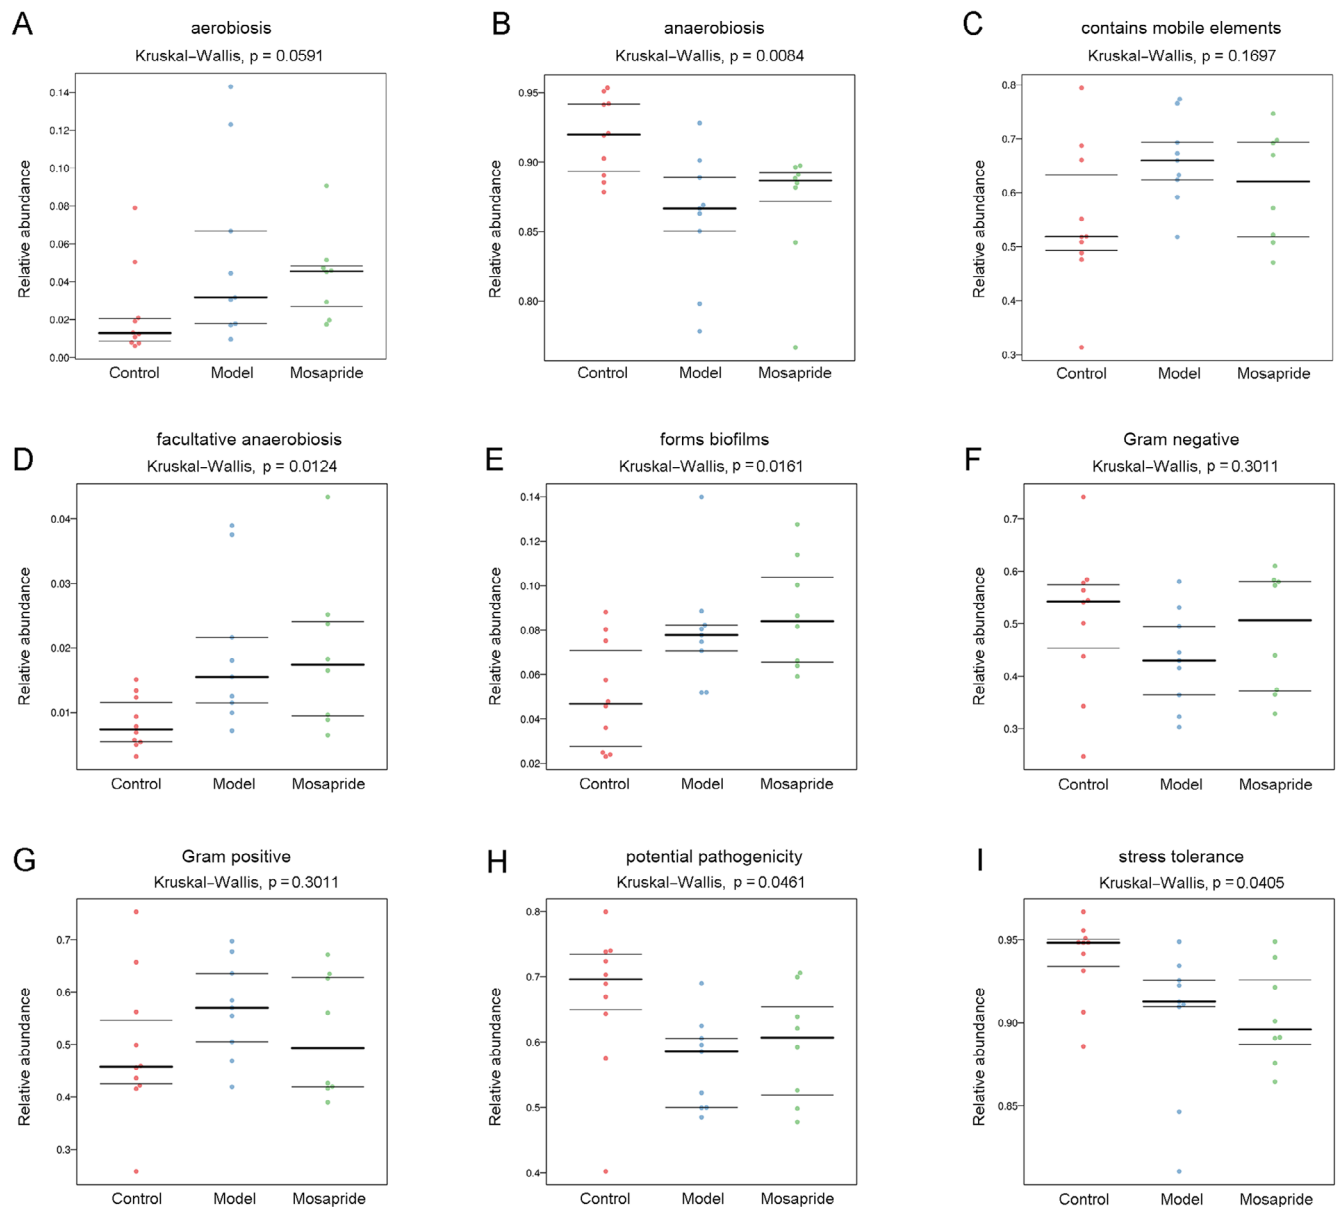 A
aerobiosis
Kruskal–Wallis, p = 0.0591
Relative abundance
0.14
0.12
0.10
0.08
0.06
0.04
0.02
0.00
Control Model Mosapride
B
anaerobiosis
Kruskal–Wallis, p = 0.0084
Relative abundance
0.95
0.90
0.85
0.80
Control Model Mosapride
C
contains mobile elements
Kruskal–Wallis, p = 0.1697
Relative abundance
0.8
0.7
0.6
0.5
0.4
0.3
Control Model Mosapride
D
facultative anaerobiosis
Kruskal–Wallis, p = 0.0124
Relative abundance
0.04
0.03
0.02
0.01
Control Model Mosapride
E
forms biofilms
Kruskal–Wallis, p = 0.0161
Relative abundance
0.14
0.12
0.10
0.08
0.06
0.04
0.02
Control Model Mosapride
F
Gram negative
Kruskal–Wallis, p = 0.3011
Relative abundance
0.7
0.6
0.5
0.4
0.3
Control Model Mosapride
G
Gram positive
Kruskal–Wallis, p = 0.3011
Relative abundance
0.7
0.6
0.5
0.4
0.3
Control Model Mosapride
H
potential pathogenicity
Kruskal–Wallis, p = 0.0461
Relative abundance
0.8
0.7
0.6
0.5
0.4
Control Model Mosapride
I
stress tolerance
Kruskal–Wallis, p = 0.0405
Relative abundance
0.95
0.90
0.85
Control Model Mosapride